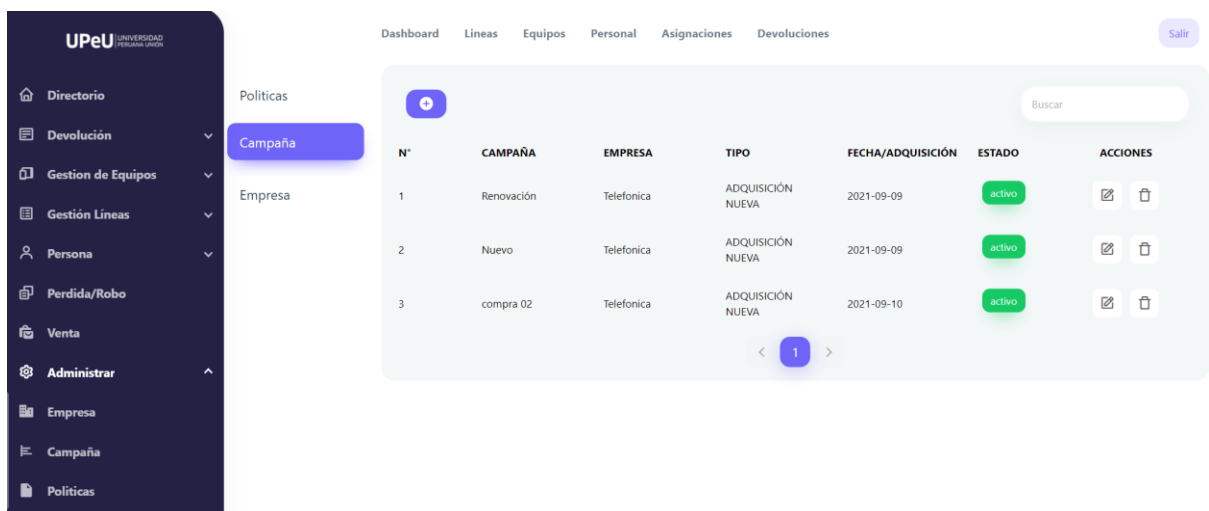 UPeU UNIVERSIDAD
PERUANA UNIÓN
Directorio
Devolución
Gestion de Equipos
Gestión Líneas
Persona
Perdida/Robo
Venta
Administrar
Empresa
Campaña
Politicas
Politicas
Campaña
Empresa
Dashboard Lineas Equipos Personal Asignaciones Devoluciones Salir
Buscar
N° CAMPAÑA EMPRESA TIPO FECHA/ADQUISICIÓN ESTADO ACCIONES
1 Renovación Telefonica ADQUISICIÓN NUEVA 2021-09-09 activo
2 Nuevo Telefonica ADQUISICIÓN NUEVA 2021-09-09 activo
3 compra 02 Telefonica ADQUISICIÓN NUEVA 2021-09-10 activo
< 1 >